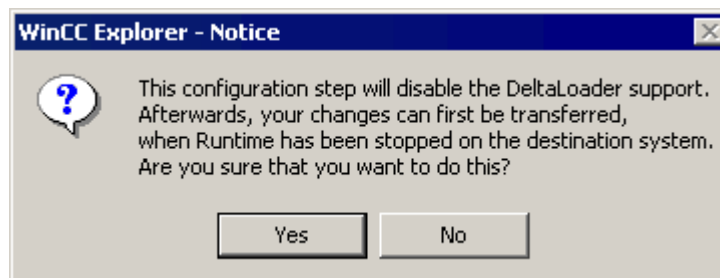 WinCC Explorer - Notice
This configuration step will disable the DeltaLoader support.
Afterwards, your changes can first be transferred,
when Runtime has been stopped on the destination system.
Are you sure that you want to do this?
Yes
No